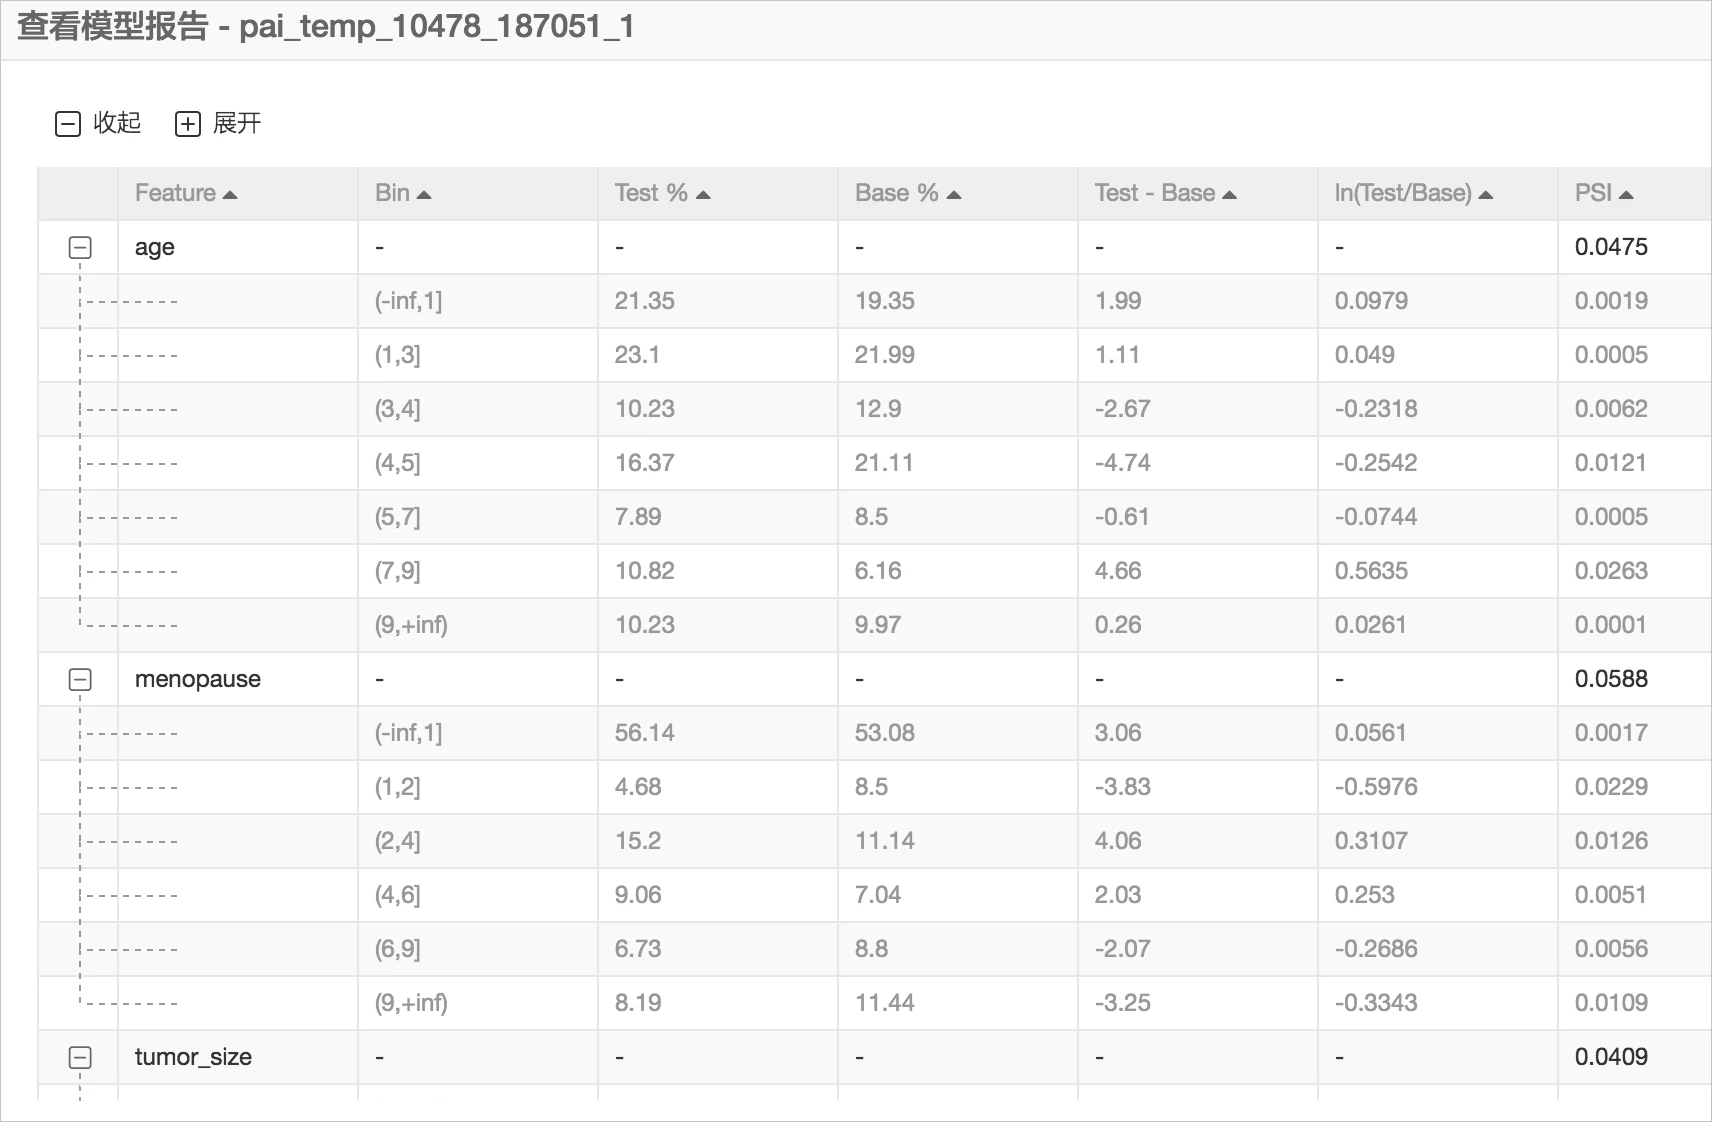 查看模型报告 - pai_temp_10478_187051_1
收起 展开
Feature Bin Test % Base % Test - Base ln(Test/Base) PSI
age - - - - - 0.0475
(-inf,1] 21.35 19.35 1.99 0.0979 0.0019
(1,3] 23.1 21.99 1.11 0.049 0.0005
(3,4] 10.23 12.9 -2.67 -0.2318 0.0062
(4,5] 16.37 21.11 -4.74 -0.2542 0.0121
(5,7] 7.89 8.5 -0.61 -0.0744 0.0005
(7,9] 10.82 6.16 4.66 0.5635 0.0263
(9,+inf) 10.23 9.97 0.26 0.0261 0.0001
menopause - - - - - 0.0588
(-inf,1] 56.14 53.08 3.06 0.0561 0.0017
(1,2] 4.68 8.5 -3.83 -0.5976 0.0229
(2,4] 15.2 11.14 4.06 0.3107 0.0126
(4,6] 9.06 7.04 2.03 0.253 0.0051
(6,9] 6.73 8.8 -2.07 -0.2686 0.0056
(9,+inf) 8.19 11.44 -3.25 -0.3343 0.0109
tumor_size - - - - - 0.0409